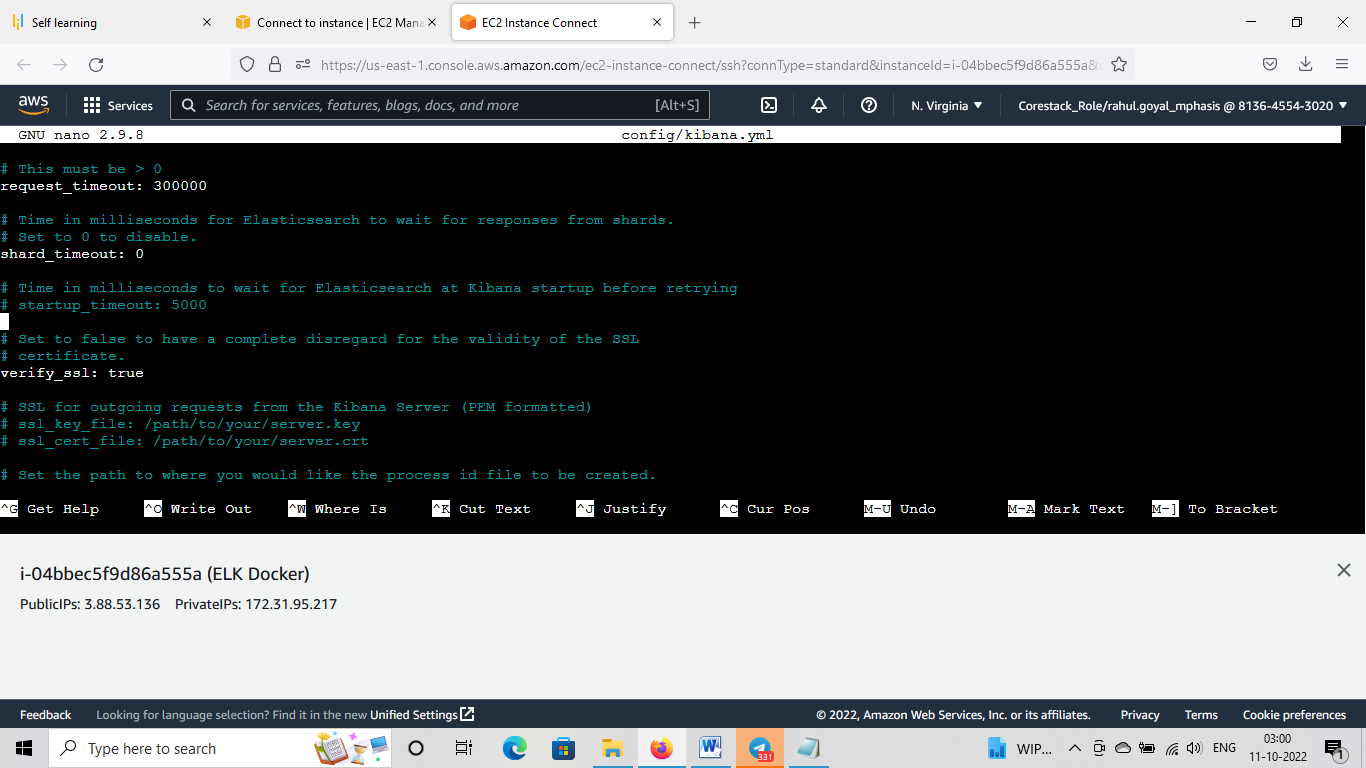 Self learning
Connect to instance | EC2 Mana
EC2 Instance Connect
https://us-east-1.console.aws.amazon.com/ec2-instance-connect/ssh?connType=standard&instanceId=i-04bbec5f9d86a555a&
aws
Services
Search for services, features, blogs, docs, and more
[Alt+S]
N. Virginia
Corestack_Role/rahul.goyal_mphasis @ 8136-4554-3020
GNU nano 2.9.8 config/kibana.yml
# This must be > 0
request_timeout: 300000
# Time in milliseconds for Elasticsearch to wait for responses from shards.
# Set to 0 to disable.
shard_timeout: 0
# Time in milliseconds to wait for Elasticsearch at Kibana startup before retrying
# startup_timeout: 5000
# Set to false to have a complete disregard for the validity of the SSL
# certificate.
verify_ssl: true
# SSL for outgoing requests from the Kibana Server (PEM formatted)
# ssl_key_file: /path/to/your/server.key
# ssl_cert_file: /path/to/your/server.crt
# Set the path to where you would like the process id file to be created.
^G Get Help ^O Write Out ^W Where Is ^K Cut Text ^J Justify ^C Cur Pos M-U Undo M-A Mark Text M-] To Bracket
i-04bbec5f9d86a555a (ELK Docker)
PublicIPs: 3.88.53.136 PrivateIPs: 172.31.95.217
Feedback
Looking for language selection? Find it in the new Unified Settings
© 2022, Amazon Web Services, Inc. or its affiliates.
Privacy
Terms
Cookie preferences
Type here to search
331
WIP...
ENG
03:00
11-10-2022
1